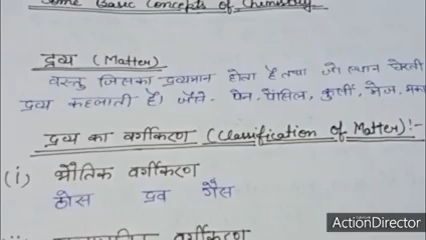 Some Basic Concepts of Chemistry
द्रव्य (Matter)
वस्तु जिसका द्रव्यमान होता है तथा जो स्थान घेरती
द्रव्य कहलाती है। जैसे- पेन, पेंसिल, कुर्सी, मेज, मका
द्रव्य का वर्गीकरण (Classification of Matter):-
(i) भौतिक वर्गीकरण
ठोस द्रव गैस
वर्गीकरण
ActionDirector